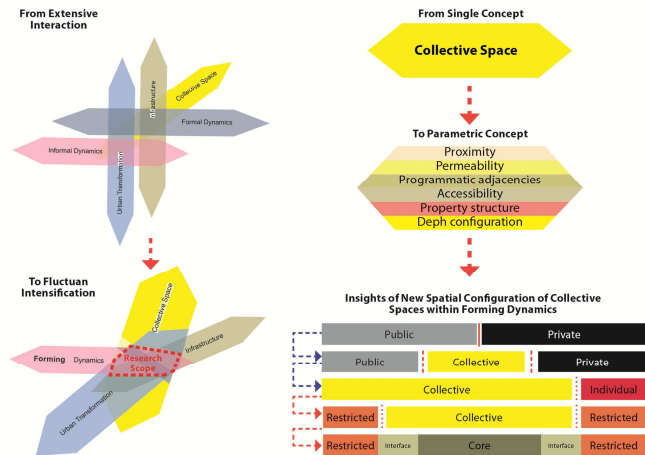 From Extensive
Interaction
Infrastructure
Collective Space
Formal Dynamics
Informal Dynamics
Urban Transformation
To Fluctuan
Intensification
Collective Space
Infrastructure
Forming Dynamics
Research
Scope
Urban Transformation
From Single Concept
Collective Space
To Parametric Concept
Proximity
Permeability
Programmatic adjacencies
Accessibility
Property structure
Deph configuration
Insights of New Spatial Configuration of Collective
Spaces within Forming Dynamics
Public Private
Public Collective Private
Collective Individual
Restricted Collective Restricted
Restricted Interface Core Interface Restricted